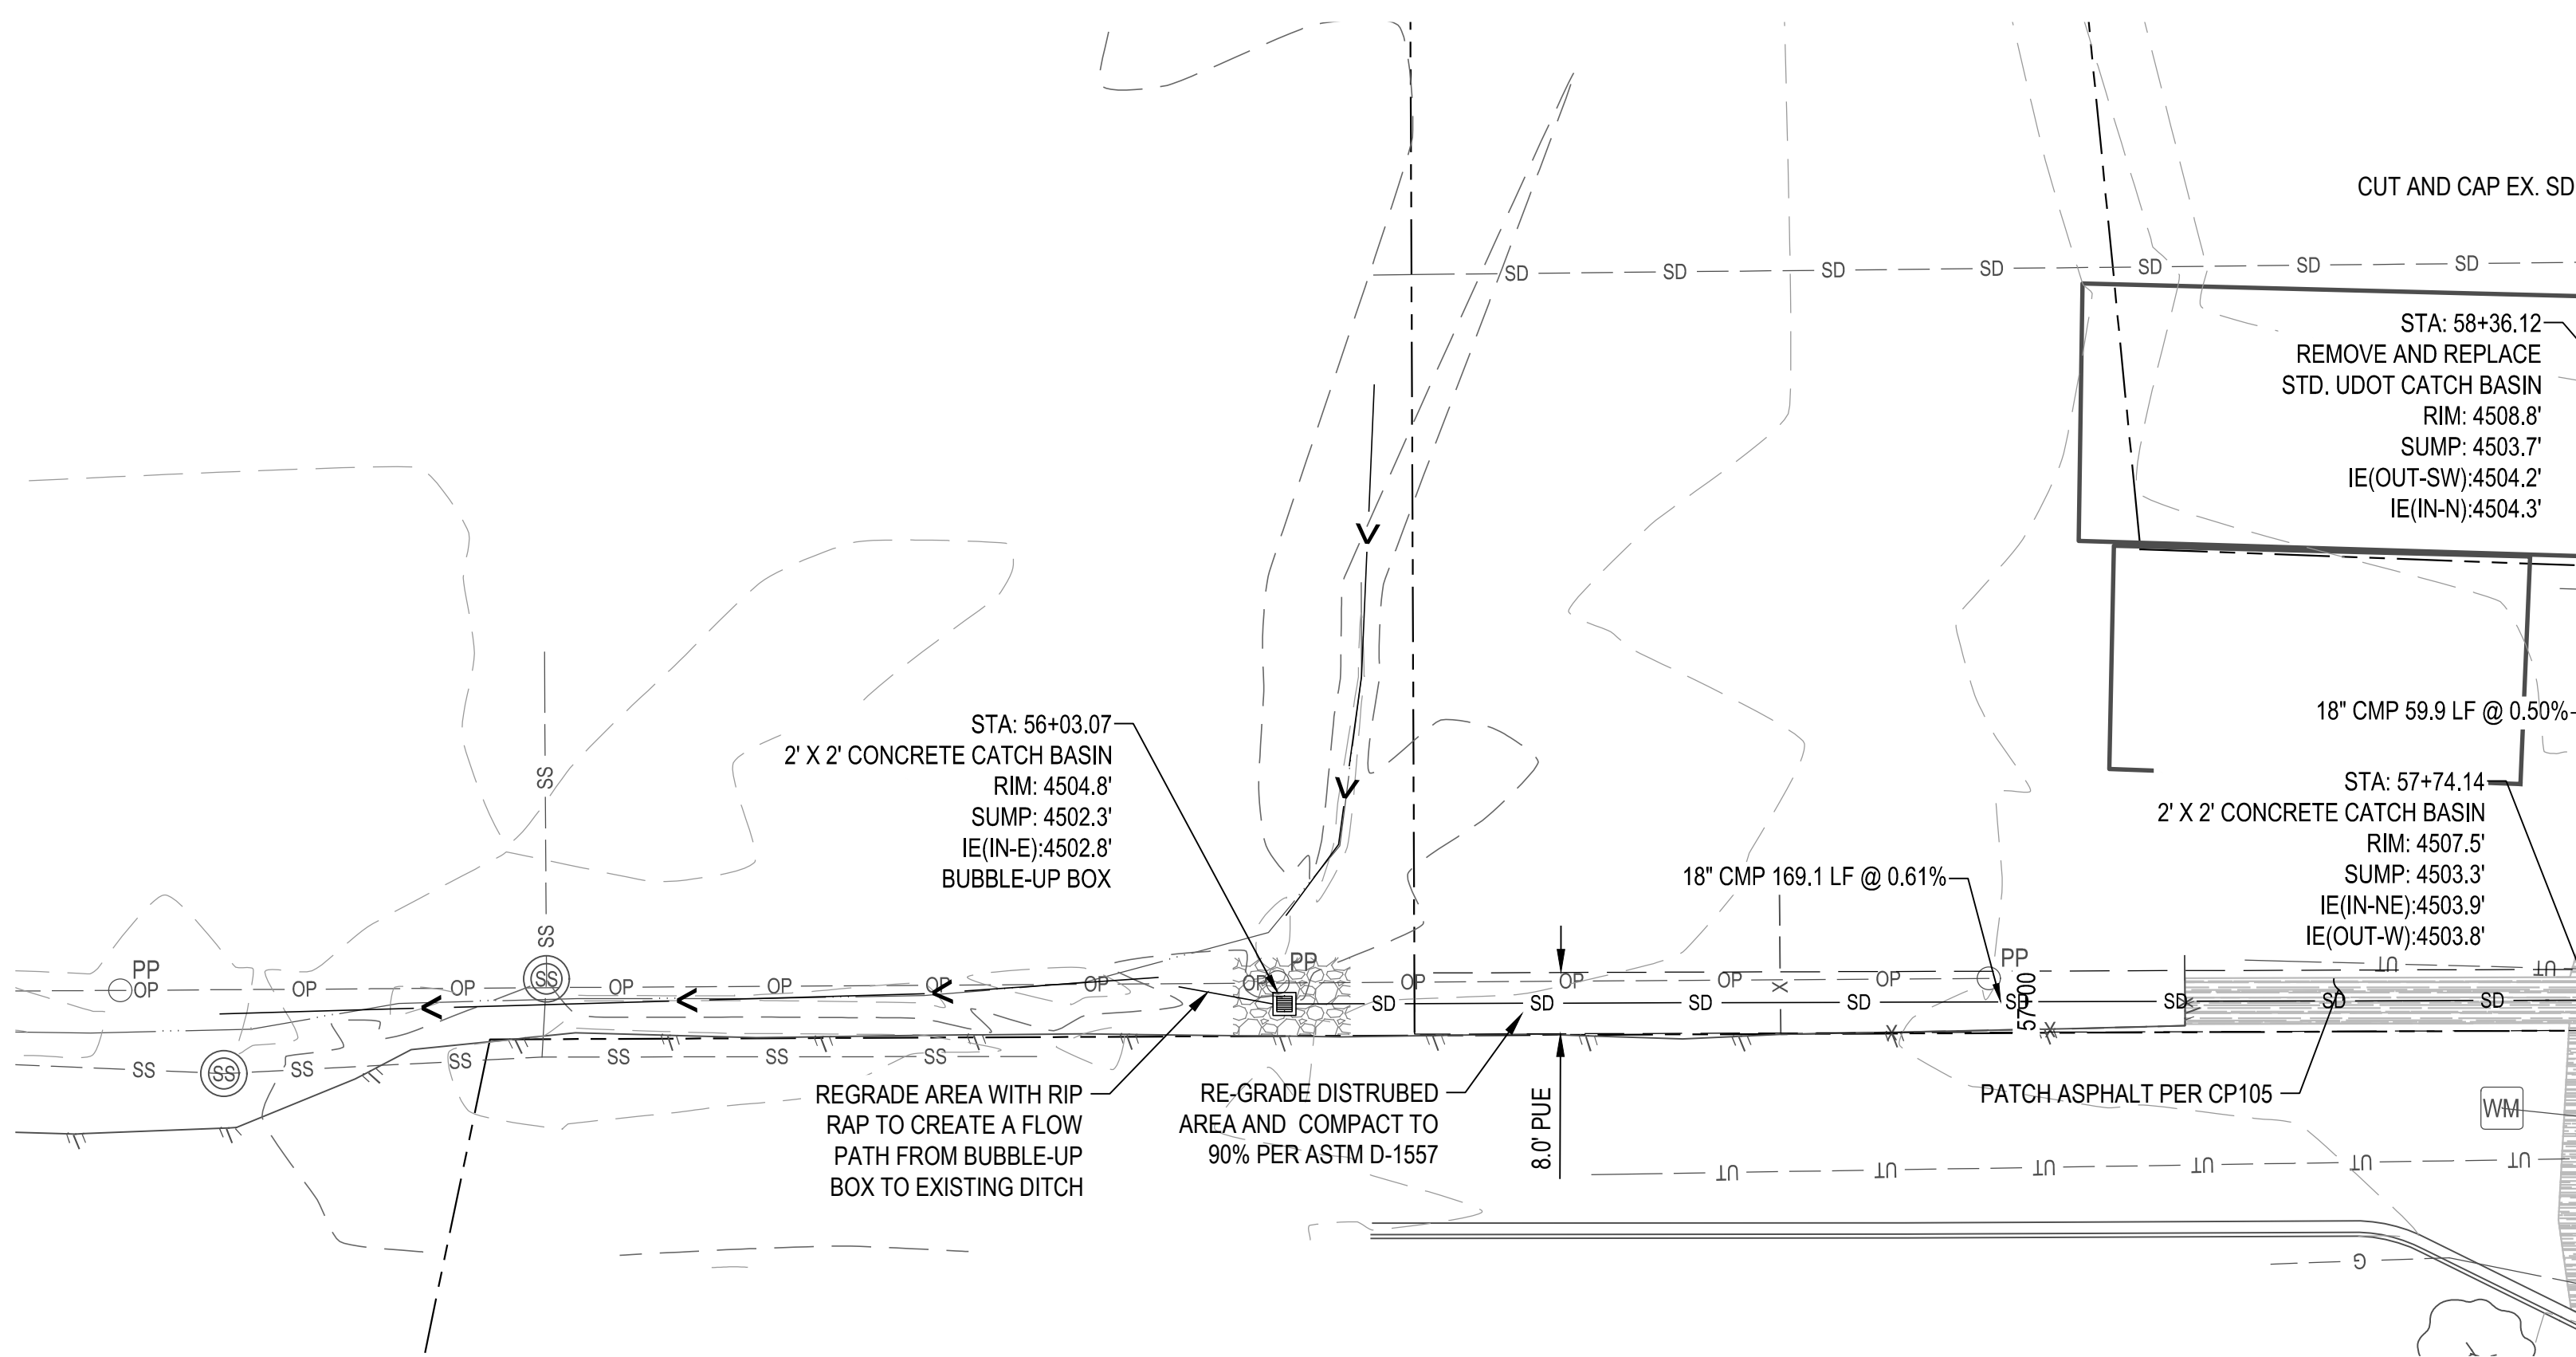 CUT AND CAP EX. SD
SD SD SD SD SD SD SD
STA: 58+36.12
REMOVE AND REPLACE
STD. UDOT CATCH BASIN
RIM: 4508.8'
SUMP: 4503.7'
IE(OUT-SW):4504.2'
IE(IN-N):4504.3'
18" CMP 59.9 LF @ 0.50%
STA: 56+03.07
2' X 2' CONCRETE CATCH BASIN
RIM: 4504.8'
SUMP: 4502.3'
IE(IN-E):4502.8'
BUBBLE-UP BOX
STA: 57+74.14
2' X 2' CONCRETE CATCH BASIN
RIM: 4507.5'
SUMP: 4503.3'
IE(IN-NE):4503.9'
IE(OUT-W):4503.8'
18" CMP 169.1 LF @ 0.61%
SS
SS
PP
PP
PP
UT UT
OP OP OP OP OP OP OP OP OP OP OP OP
SS
SD SD SD SD SD SD SD SD
57+00
X
X X
SS SS SS SS SS SS SS
REGRADE AREA WITH RIP
RAP TO CREATE A FLOW
PATH FROM BUBBLE-UP
BOX TO EXISTING DITCH
RE-GRADE DISTRUBED
AREA AND COMPACT TO
90% PER ASTM D-1557
8.0' PUE
PATCH ASPHALT PER CP105
WM
UT UT UT UT UT UT
G